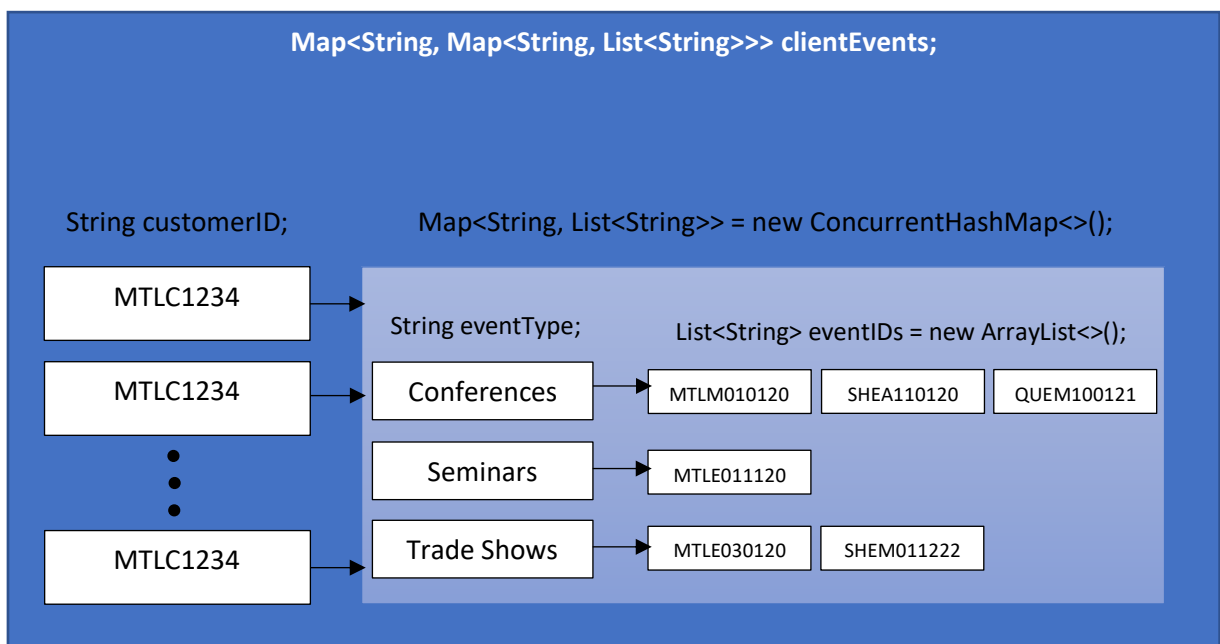 Map<String, Map<String, List<String>>> clientEvents;
String customerID;
Map<String, List<String>> = new ConcurrentHashMap<>();
MTLC1234
String eventType;
List<String> eventIDs = new ArrayList<>();
MTLC1234
Conferences
MTLM010120
SHEA110120
QUEM100121
Seminars
MTLE011120
MTLC1234
Trade Shows
MTLE030120
SHEM011222